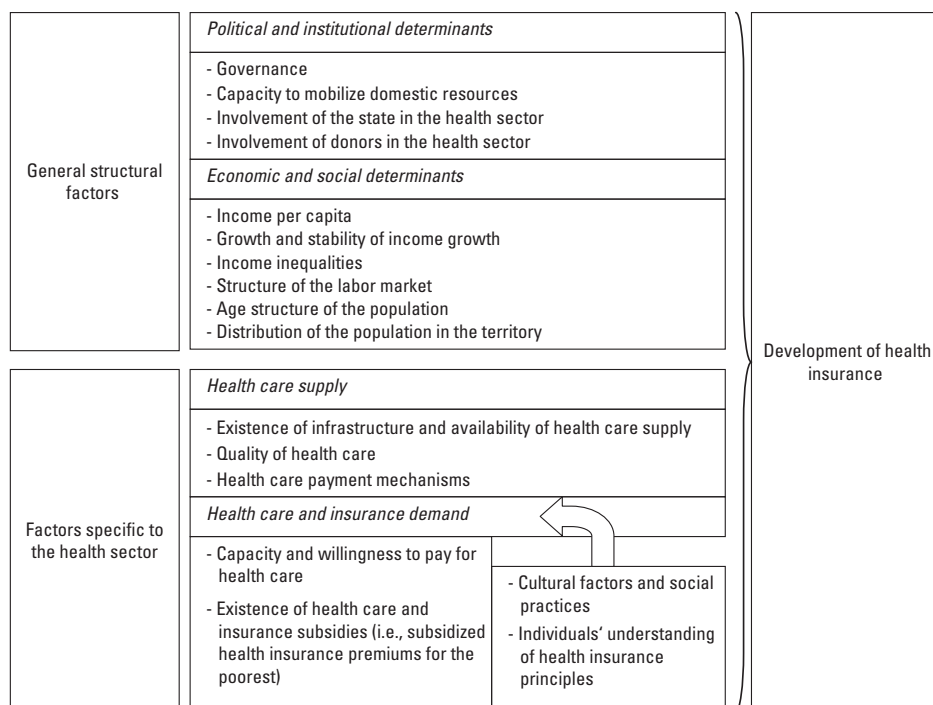 General structural
factors
Political and institutional determinants
- Governance
- Capacity to mobilize domestic resources
- Involvement of the state in the health sector
- Involvement of donors in the health sector
Economic and social determinants
- Income per capita
- Growth and stability of income growth
- Income inequalities
- Structure of the labor market
- Age structure of the population
- Distribution of the population in the territory
Factors specific to
the health sector
Health care supply
- Existence of infrastructure and availability of health care supply
- Quality of health care
- Health care payment mechanisms
Health care and insurance demand
- Capacity and willingness to pay for
health care
- Existence of health care and
insurance subsidies (i.e., subsidized
health insurance premiums for the
poorest)
- Cultural factors and social
practices
- Individuals‘ understanding
of health insurance
principles
Development of health
insurance